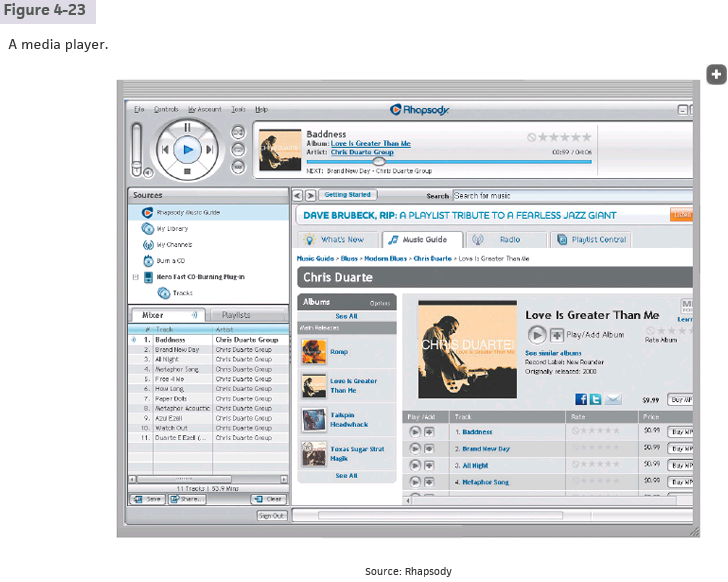 Figure 4-23
A media player.
File Controls My Account Tools Help
Rhapsody
Baddness
Album: Love Is Greater Than Me
Artist: Chris Duarte Group
00:59 / 04:06
NEXT: Brand New Day - Chris Duarte Group
Sources
Rhapsody Music Guide
My Library
My Channels
Burn a CD
Nero Fast CD-Burning Plug-in
Tracks
Mixer
Playlists
# Track Artist
1. Baddness Chris Duarte Group
2. Brand New Day Chris Duarte Group
3. All Night Chris Duarte Group
4. Metaphor Song Chris Duarte Group
5. Free 4 Me Chris Duarte Group
6. How Long Chris Duarte Group
7. Paper Dolls Chris Duarte Group
8. Metaphor Acoustic Chris Duarte Group
9. Azul Ezell Chris Duarte Group
10. Watch Out Chris Duarte Group
11. Duarte E Ezell (... Chris Duarte Group
11 Tracks | 53.9 Mins
Save Share... Clear
Sign Out
Getting Started
Search Search for music
DAVE BRUBECK, RIP: A PLAYLIST TRIBUTE TO A FEARLESS JAZZ GIANT
What's New Music Guide Radio Playlist Central
Music Guide > Blues > Modern Blues > Chris Duarte > Love Is Greater Than Me
Chris Duarte
Albums Options
See All
Main Releases
Romp
Love Is Greater
Than Me
Tailspin
Headwhack
Texas Sugar Strat
Magik
See All
CHRIS DUARTE
Love Is Greater Than Me
Play/Add Album
Rate Album
See similar albums
Record Label: New Rounder
Originally released: 2000
$9.99 Buy MP
Play /Add Track Rate Price
1. Baddness $0.99 Buy MP
2. Brand New Day $0.99 Buy MP
3. All Night $0.99 Buy MP
4. Metaphor Song $0.99 Buy MP
Source: Rhapsody